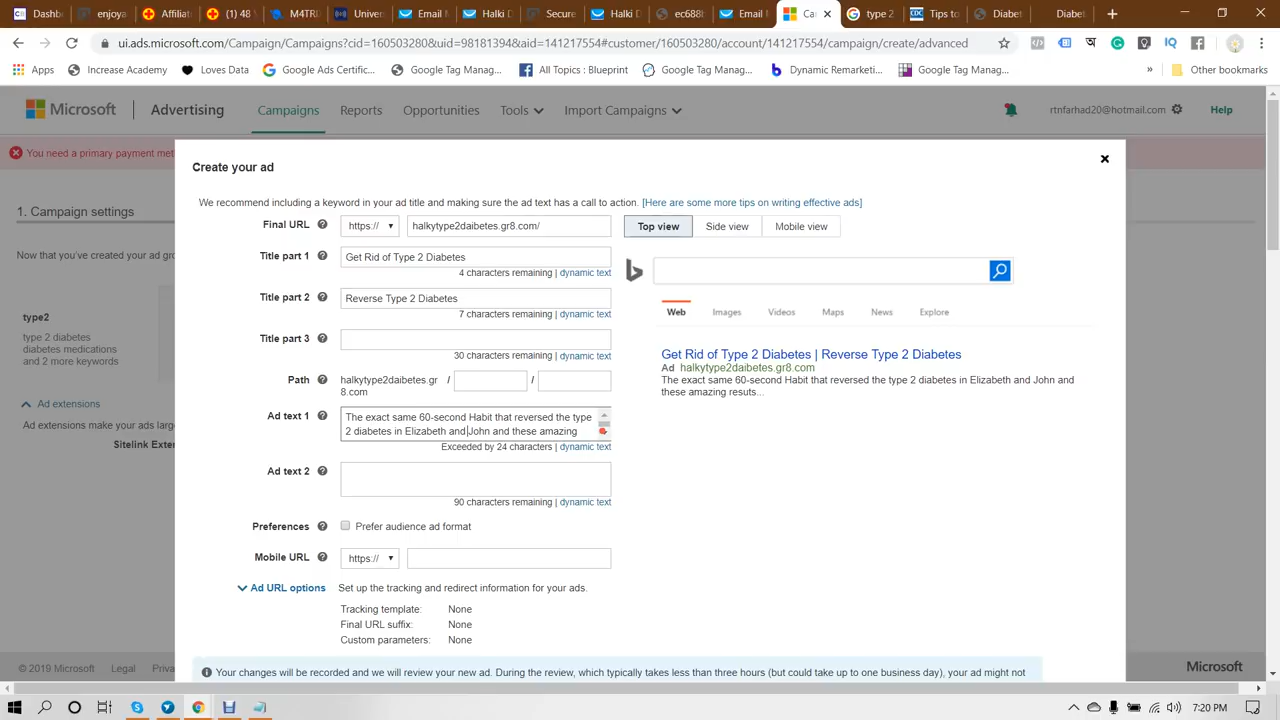 Dashb
enjoyin
Affiliat
(1) 48
M4TRI
Univer
Email M
Halki D
Secure
Halki D
ec688f
Email M
Cam
type 2
Tips to
Diabet
Diabet
ui.ads.microsoft.com/Campaign/Campaigns?cid=160503280&uid=9818139​4&aid=141217554#customer/160503280/account/141217554/campaign/create/advanced
Apps
Increase Academy
Loves Data
Google Ads Certific...
Google Tag Manag...
All Topics : Blueprint
Google Tag Manag...
Dynamic Remarketi...
Google Tag Manag...
»
Other bookmarks
Microsoft
Advertising
Campaigns
Reports
Opportunities
Tools
Import Campaigns
rtnfarhad20@hotmail.com
Help
You need a primary payment met
1. Campaign settings
Now that you've created your ad gro
type2
type 2 diabetes
diabetes medications
and 2 more keywords
Ad extensions
Ad extensions make your ads larg
Sitelink Exter
Create your ad
We recommend including a keyword in your ad title and making sure the ad text has a call to action. [Here are some more tips on writing effective ads]
Final URL
https://
halkytype2daibetes.gr8.com/
Top view
Side view
Mobile view
Title part 1
Get Rid of Type 2 Diabetes
4 characters remaining | dynamic text
Title part 2
Reverse Type 2 Diabetes
7 characters remaining | dynamic text
Web
Images
Videos
Maps
News
Explore
Title part 3
30 characters remaining | dynamic text
Get Rid of Type 2 Diabetes | Reverse Type 2 Diabetes
Ad halkytype2daibetes.gr8.com
The exact same 60-second Habit that reversed the type 2 diabetes in Elizabeth and John and
these amazing resuts...
Path
halkytype2daibetes.gr
8.com
/
/
Ad text 1
The exact same 60-second Habit that reversed the type
2 diabetes in Elizabeth and John and these amazing
Exceeded by 24 characters | dynamic text
Ad text 2
90 characters remaining | dynamic text
Preferences
Prefer audience ad format
Mobile URL
https://
Ad URL options
Set up the tracking and redirect information for your ads.
Tracking template: None
Final URL suffix: None
Custom parameters: None
Your changes will be recorded and we will review your new ad. During the review, which typically takes less than three hours (but could take up to one business day), your ad might not
© 2019 Microsoft
Legal
Priva
Microsoft
7:20 PM